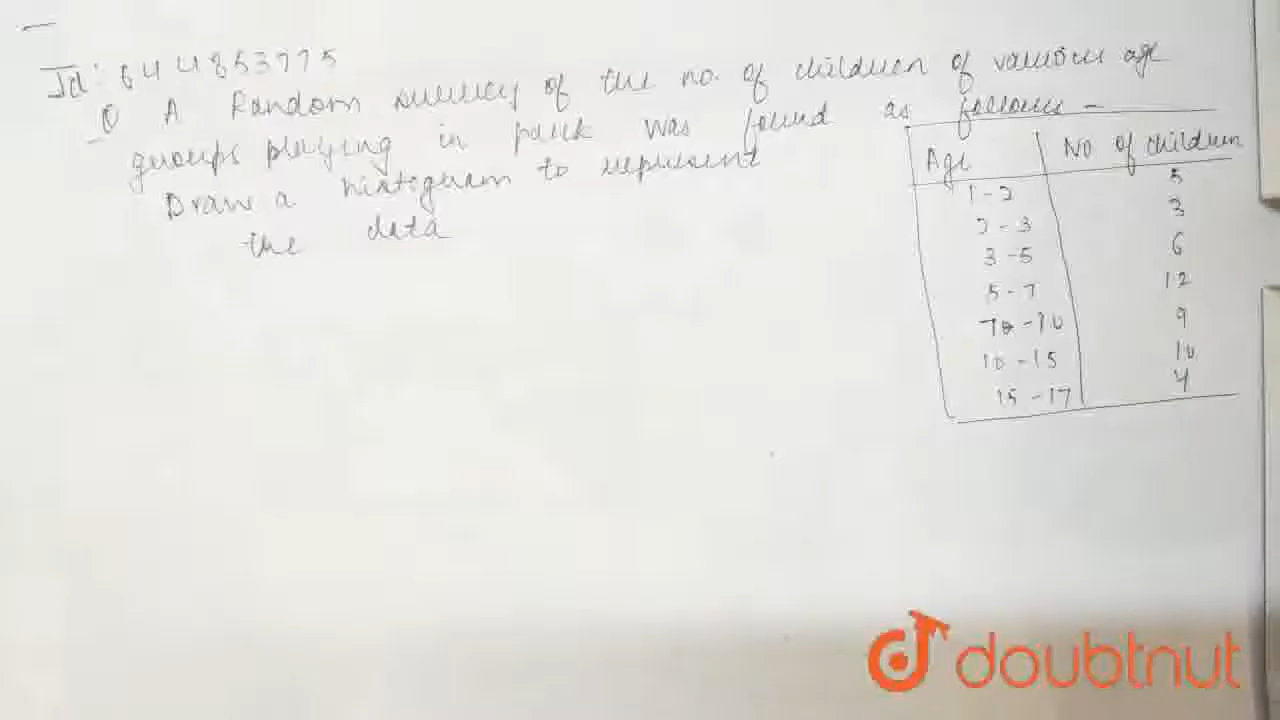 Id: 644853775
Q A Random survey of the no. of children of various age
groups playing in park was found as follows -
Draw a histogram to represent
the data
Age No of children
1-2 5
2-3 3
3-5 6
5-7 12
7-10 9
10-15 10
15-17 4
doubtnut